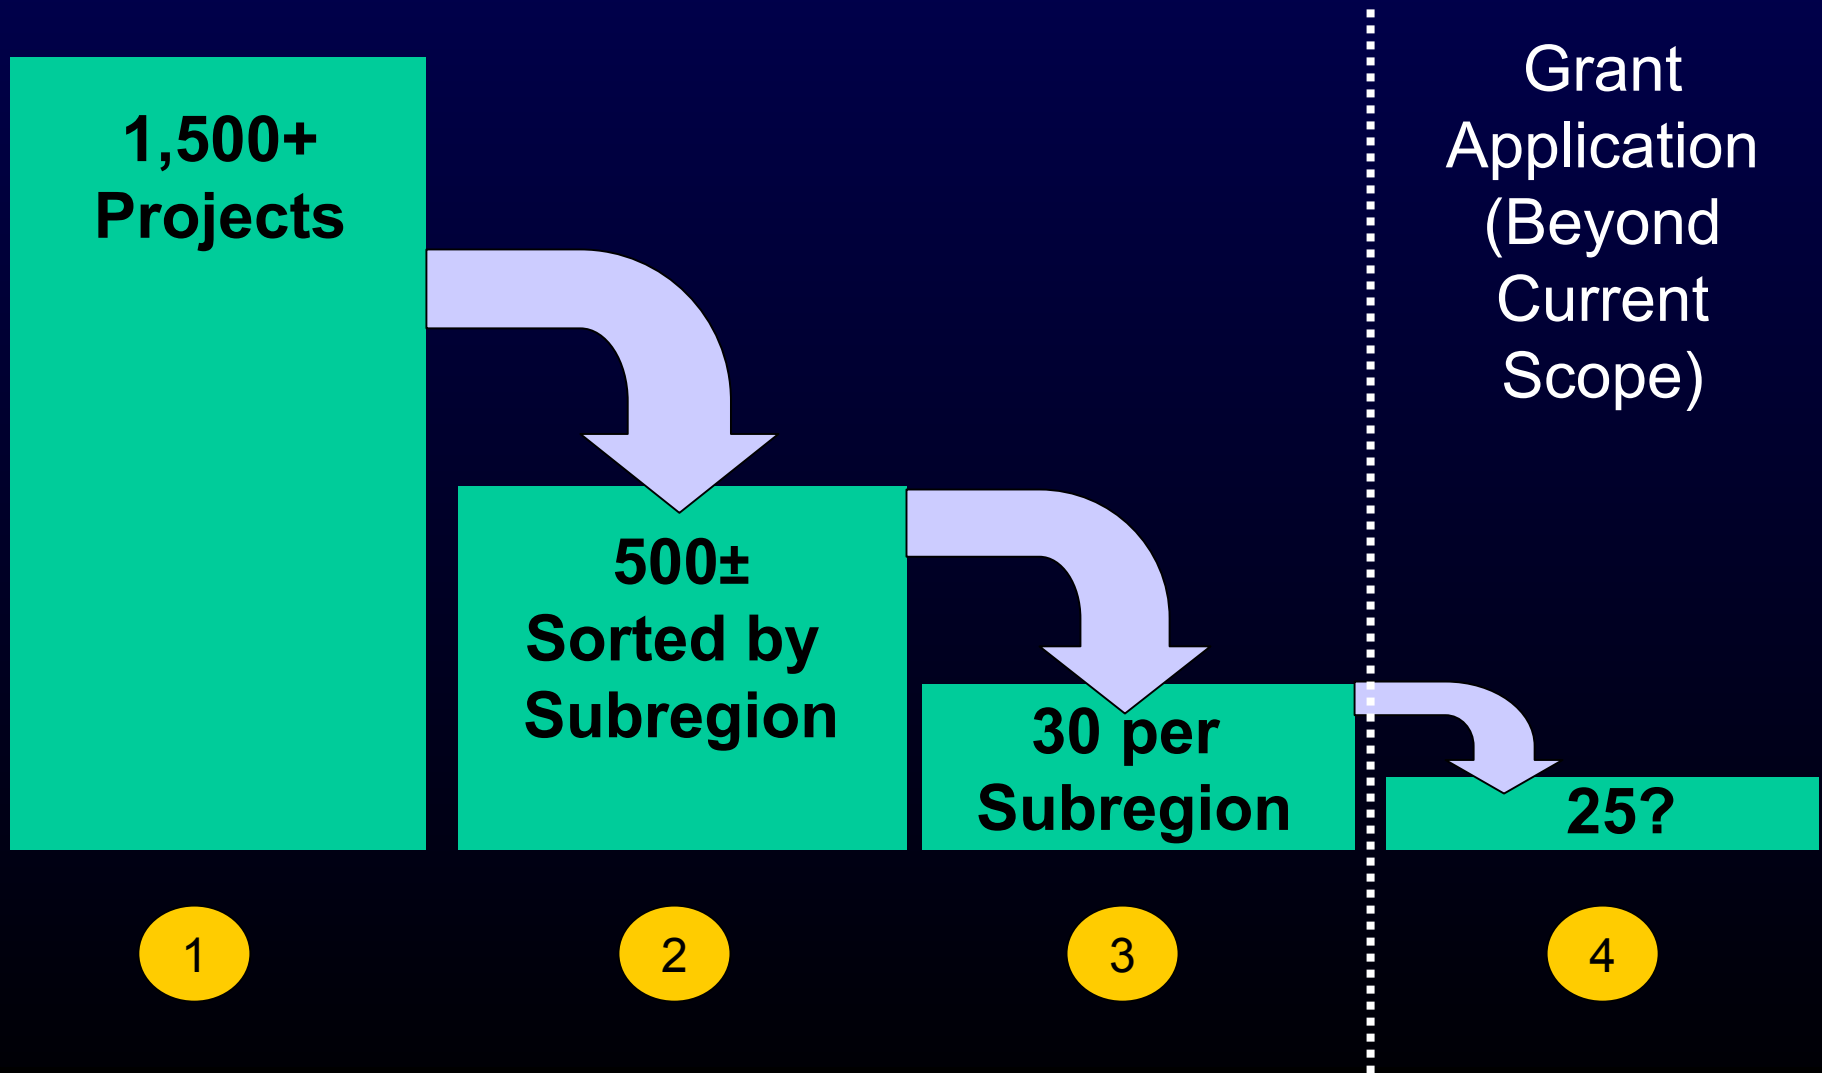 1,500+
Projects
500±
Sorted by
Subregion
30 per
Subregion
Grant
Application
(Beyond
Current
Scope)
25?
1
2
3
4